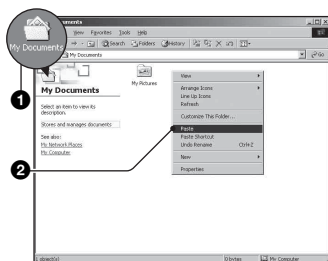 My Documents
uments
View Favorites Tools Help
Search Folders History
My Documents
Go
1
My Documents
Select an item to view its
description.
Stores and manages documents
See also:
My Network Places
My Computer
My Pictures
View
Arrange Icons
Line Up Icons
Refresh
Customize This Folder...
Paste
Paste Shortcut
Undo Rename Ctrl+Z
New
Properties
2
1 object(s) 0 bytes My Computer